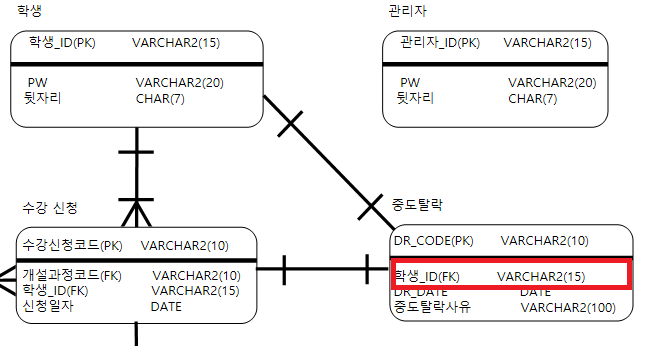 학생
학생_ID(PK) VARCHAR2(15)
PW VARCHAR2(20)
뒷자리 CHAR(7)
관리자
관리자_ID(PK) VARCHAR2(15)
PW VARCHAR2(20)
뒷자리 CHAR(7)
수강 신청
수강신청코드(PK) VARCHAR2(10)
개설과정코드(FK) VARCHAR2(10)
학생_ID(FK) VARCHAR2(15)
신청일자 DATE
중도탈락
DR_CODE(PK) VARCHAR2(10)
학생_ID(FK) VARCHAR2(15)
DR_DATE DATE
중도탈락사유 VARCHAR2(100)